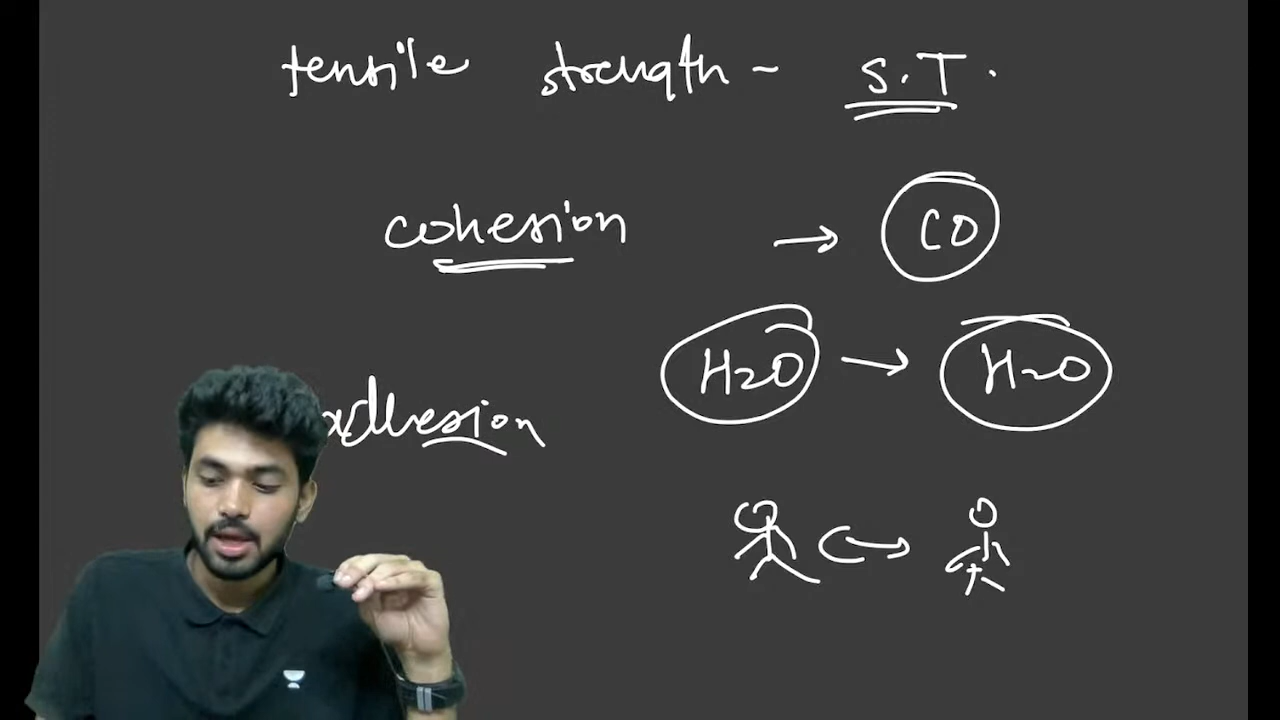 tensile strength - S.T.
cohesion → CO
H2O → H2O
adhesion